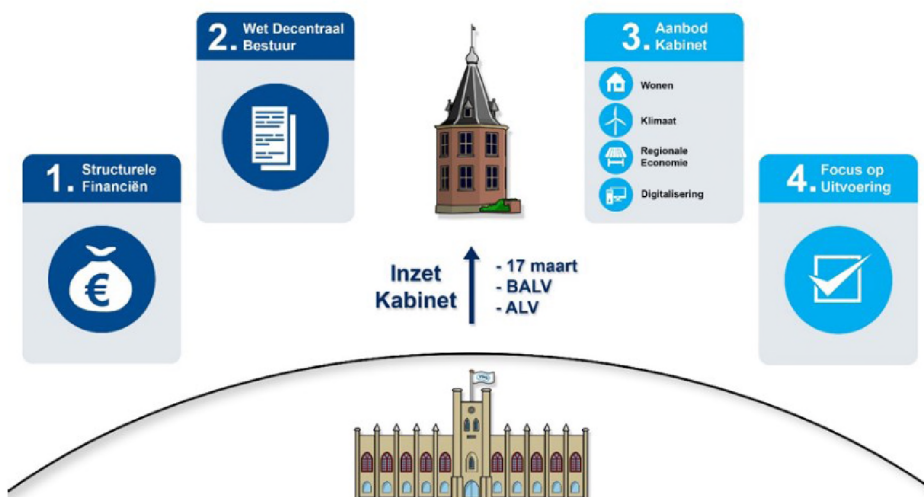 1. Structurele
Financiën
2. Wet Decentraal
Bestuur
3. Aanbod
Kabinet
Wonen
Klimaat
Regionale
Economie
Digitalisering
4. Focus op
Uitvoering
Inzet
Kabinet
- 17 maart
- BALV
- ALV